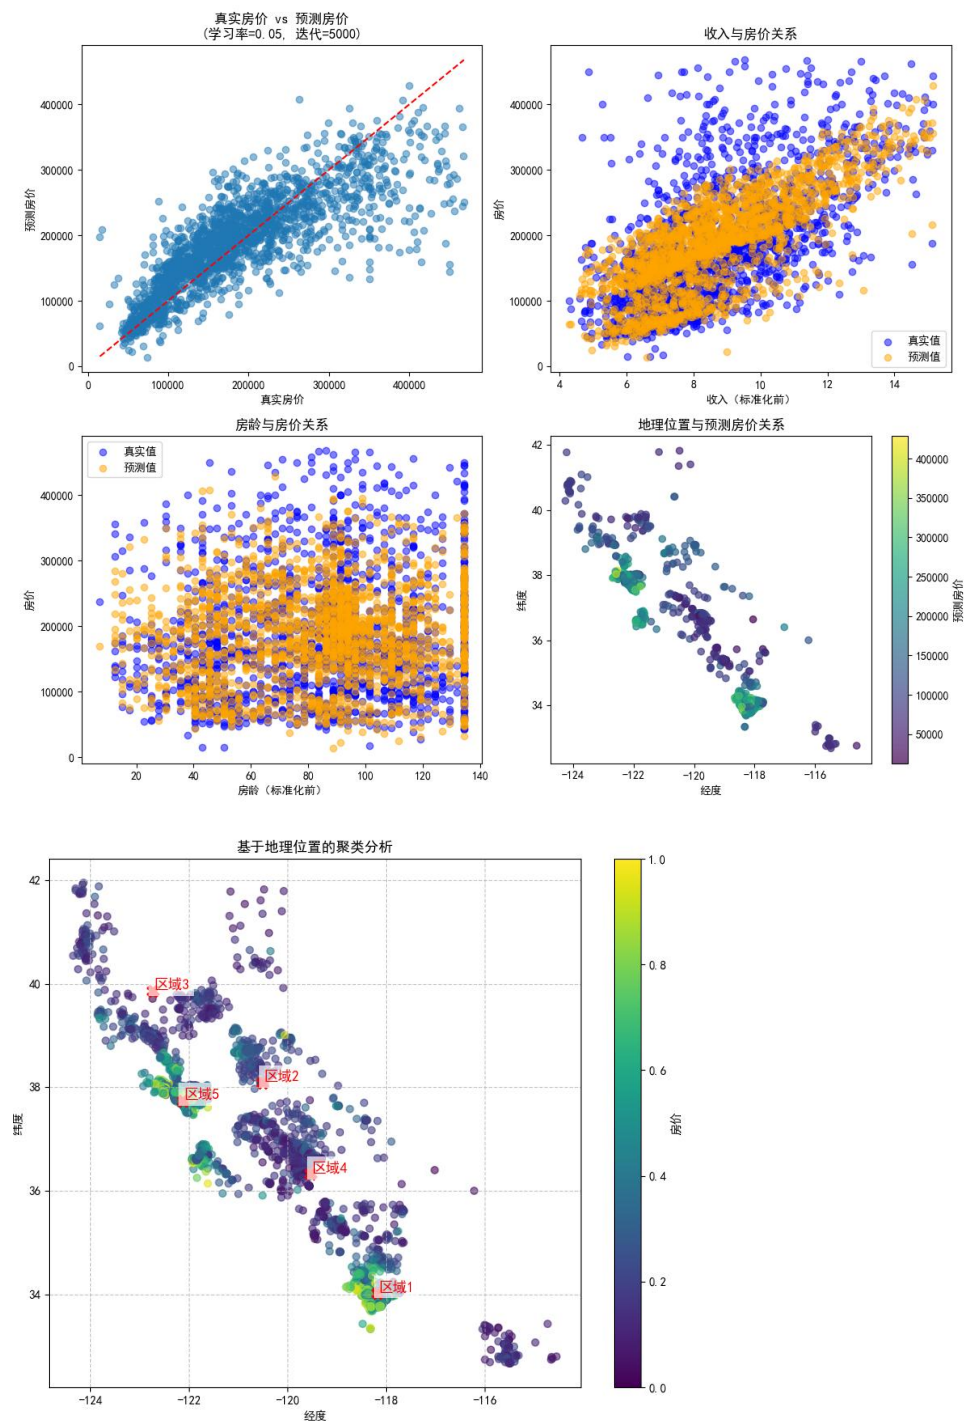 真实房价 vs 预测房价
(学习率=0.05, 迭代=5000)
400000
300000
200000
100000
0
预测房价
0
100000
200000
300000
400000
真实房价
收入与房价关系
400000
300000
200000
100000
0
房价
真实值
预测值
4
6
8
10
12
14
收入（标准化前）
房龄与房价关系
真实值
预测值
400000
300000
200000
100000
0
房价
20
40
60
80
100
120
140
房龄（标准化前）
地理位置与预测房价关系
42
40
38
36
34
纬度
−124
−122
−120
−118
−116
经度
400000
350000
300000
250000
200000
150000
100000
50000
预测房价
基于地理位置的聚类分析
42
40
38
36
34
纬度
区域3
区域2
区域5
区域4
区域1
−124
−122
−120
−118
−116
经度
1.0
0.8
0.6
0.4
0.2
0.0
房价